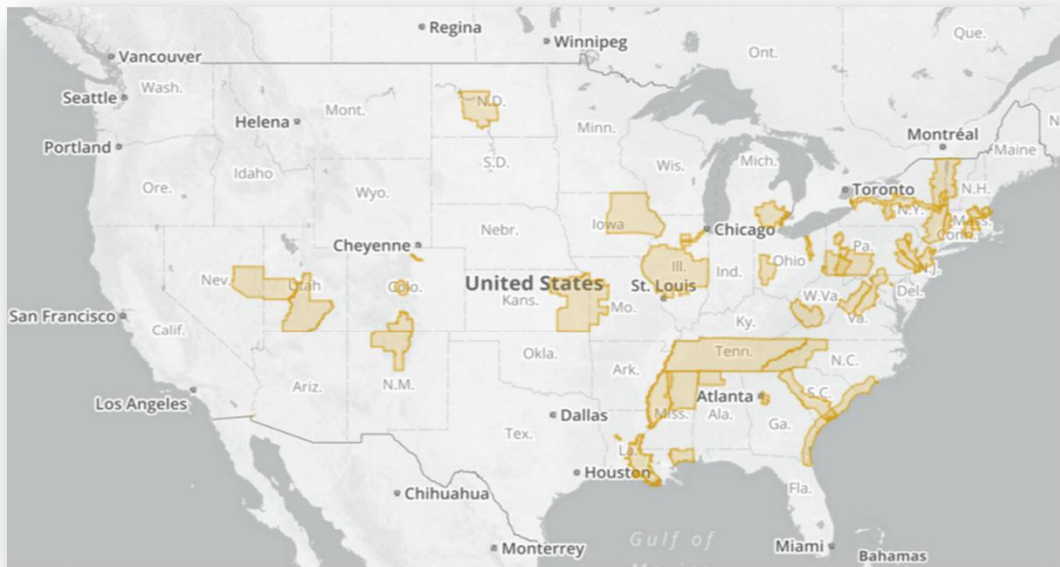 Regina
Winnipeg
Ont.
Que.
Vancouver
Wash.
Seattle
Mont.
N.D.
Helena
Minn.
Montréal
Portland
Maine
S.D.
Wis.
Mich.
Idaho
Toronto
N.H.
Ore.
Wyo.
N.Y.
Mass.
Iowa
Nebr.
Chicago
Conn.
Cheyenne
Pa.
Ohio
N.J.
Nev.
Utah
Colo.
United States
Ill.
Ind.
Del.
St. Louis
Kans.
Mo.
W.Va.
Va.
San Francisco
Calif.
Ky.
Okla.
Tenn.
N.C.
Ark.
Ariz.
N.M.
Los Angeles
Atlanta
S.C.
Dallas
Miss.
Ala.
Ga.
Tex.
La.
Houston
Fla.
Chihuahua
Gulf of
Monterrey
Miami
Bahamas